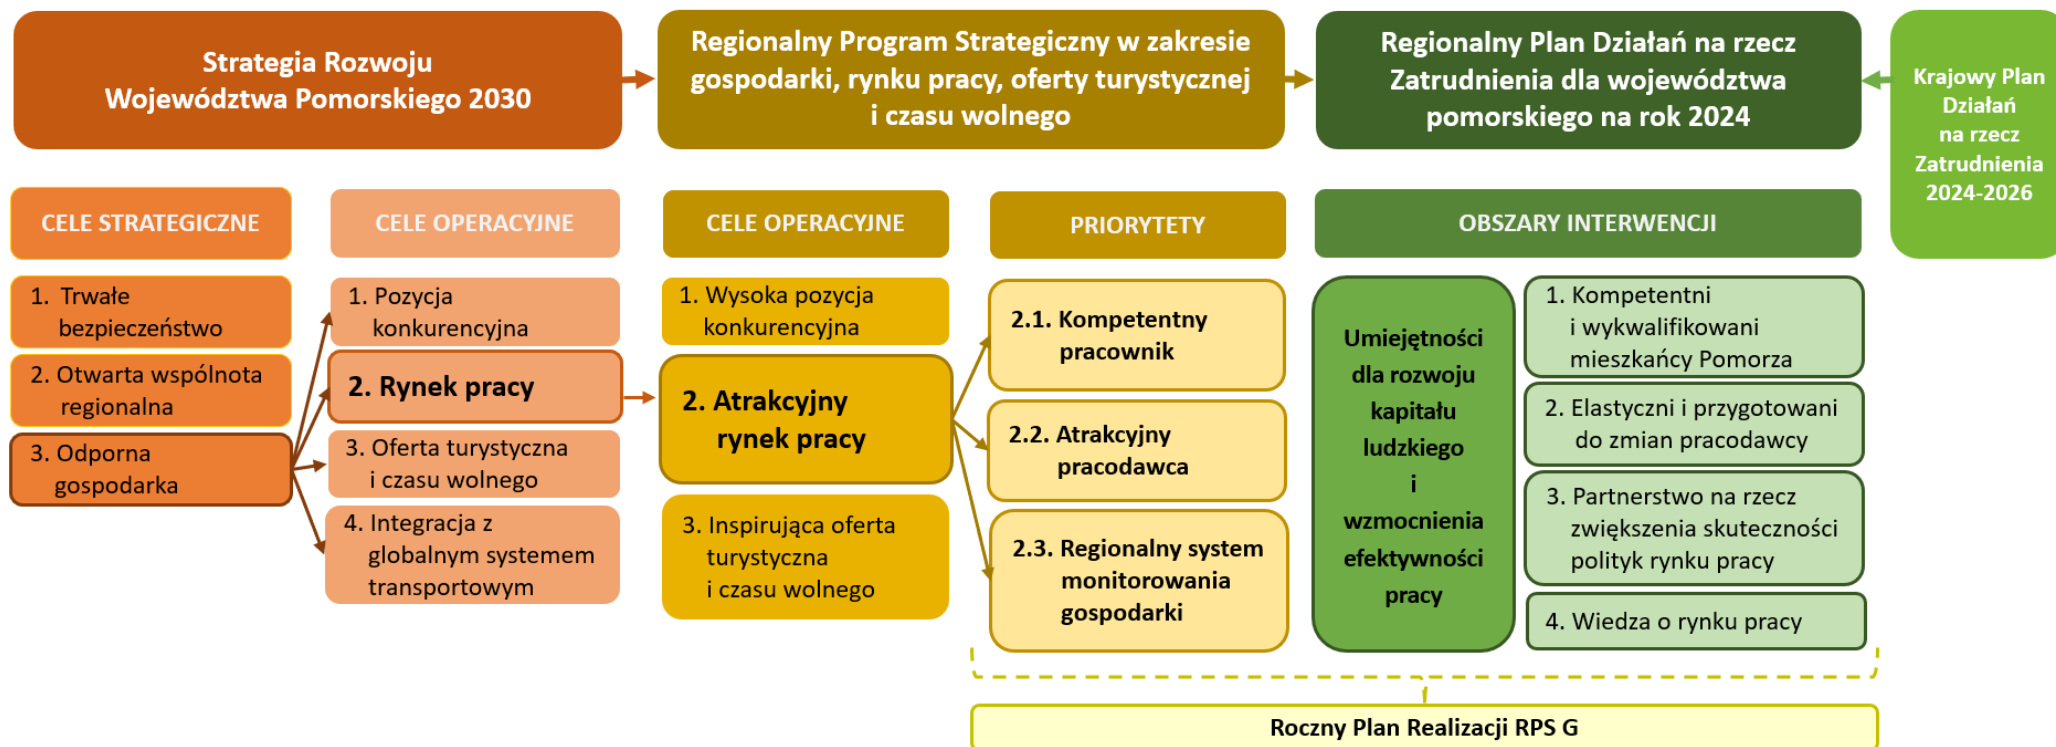 Strategia Rozwoju
Województwa Pomorskiego 2030
Regionalny Program Strategiczny w zakresie
gospodarki, rynku pracy, oferty turystycznej
i czasu wolnego
Regionalny Plan Działań na rzecz
Zatrudnienia dla województwa
pomorskiego na rok 2024
Krajowy Plan
Działań
na rzecz
Zatrudnienia
2024-2026
CELE STRATEGICZNE
1. Trwałe
bezpieczeństwo
2. Otwarta wspólnota
regionalna
3. Odporna
gospodarka
CELE OPERACYJNE
1. Pozycja
konkurencyjna
2. Rynek pracy
3. Oferta turystyczna
i czasu wolnego
4. Integracja z
globalnym systemem
transportowym
CELE OPERACYJNE
1. Wysoka pozycja
konkurencyjna
2. Atrakcyjny
rynek pracy
3. Inspirująca oferta
turystyczna
i czasu wolnego
PRIORYTETY
2.1. Kompetentny
pracownik
2.2. Atrakcyjny
pracodawca
2.3. Regionalny system
monitorowania
gospodarki
OBSZARY INTERWENCJI
Umiejętności
dla rozwoju
kapitału
ludzkiego
i
wzmocnienia
efektywności
pracy
1. Kompetentni
i wykwalifikowani
mieszkańcy Pomorza
2. Elastyczni i przygotowani
do zmian pracodawcy
3. Partnerstwo na rzecz
zwiększenia skuteczności
polityk rynku pracy
4. Wiedza o rynku pracy
Roczny Plan Realizacji RPS G